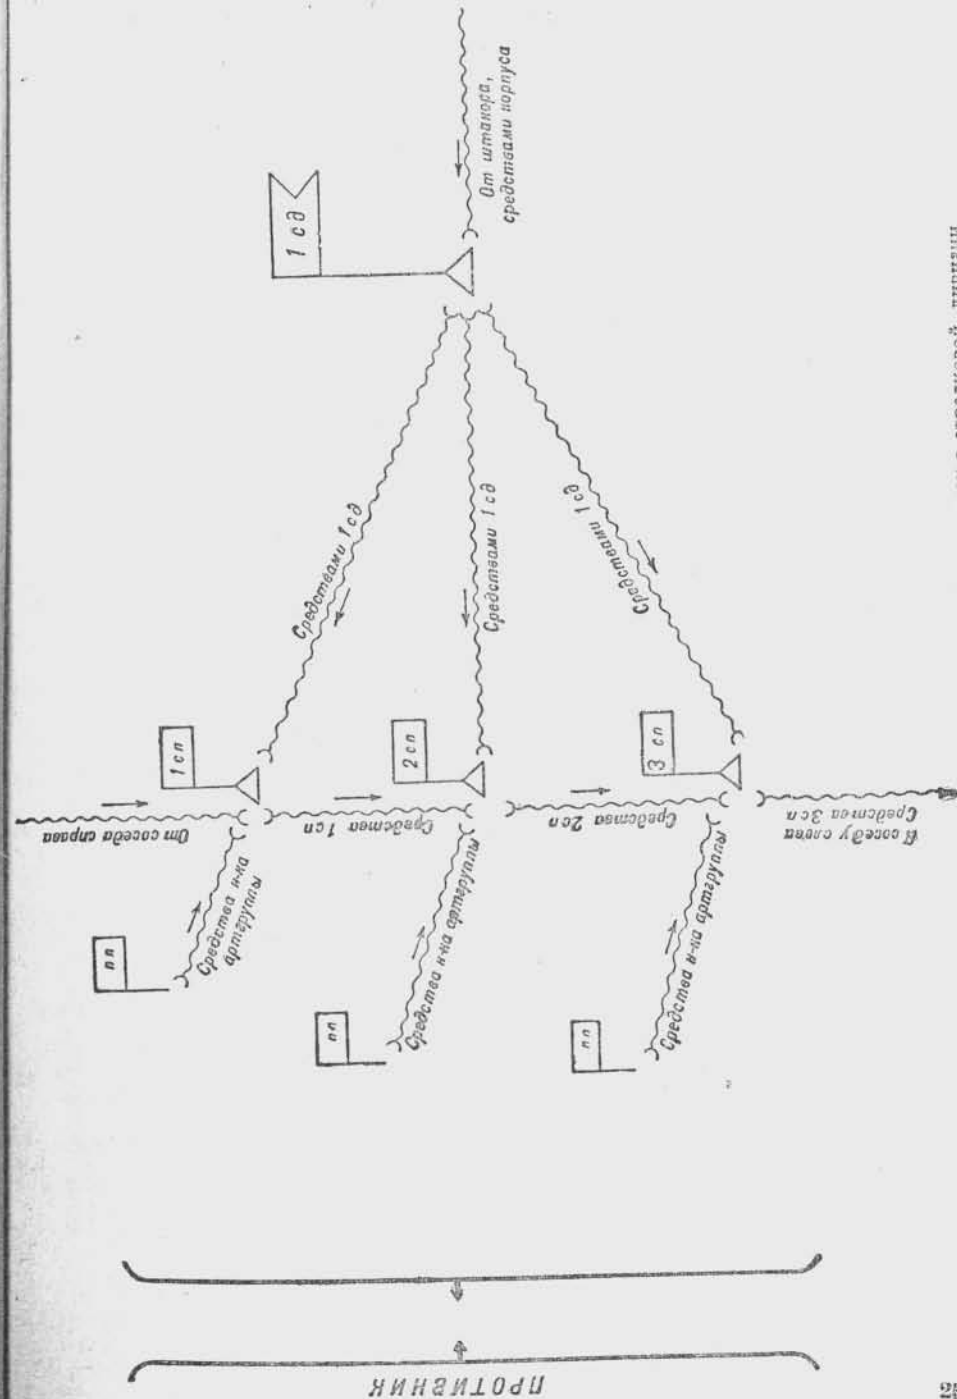 От штакора,
средствами корпуса
1 сд
Средствами 1 сд
Средствами 1 сд
Средствами 1 сд
1 сп
2 сп
3 сп
От соседа справа
Средства 1 сп
Средства 2 сп
К соседу слева
Средства 3 сп
пп
Средства н-ка
артгруппы
пп
Средства н-ка артгруппы
пп
Средства н-ка артгруппы
ПРОТИВНИК
стрелковой дивизии